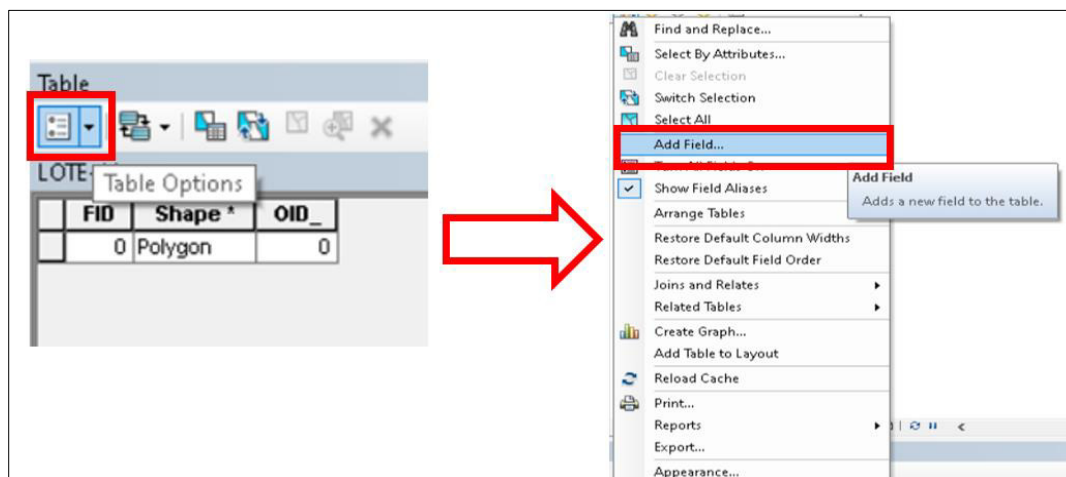 Table
LOTE
Table Options
FID Shape * OID_
0 Polygon 0
Find and Replace...
Select By Attributes...
Clear Selection
Switch Selection
Select All
Add Field...
Show Field Aliases
Arrange Tables
Restore Default Column Widths
Restore Default Field Order
Joins and Relates
Related Tables
Create Graph...
Add Table to Layout
Reload Cache
Print...
Reports
Export...
Appearance...
Add Field
Adds a new field to the table.